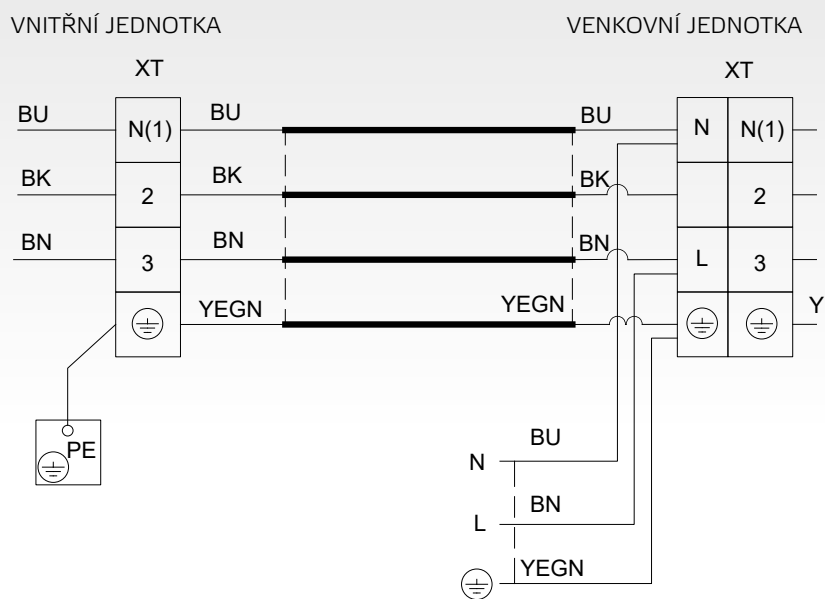 VNITŘNÍ JEDNOTKA
VENKOVNÍ JEDNOTKA
XT
XT
BU
N(1)
BU
BU
N
N(1)
BK
2
BK
BK
2
BN
3
BN
BN
L
3
YEGN
YEGN
Y
PE
N
BU
L
BN
YEGN